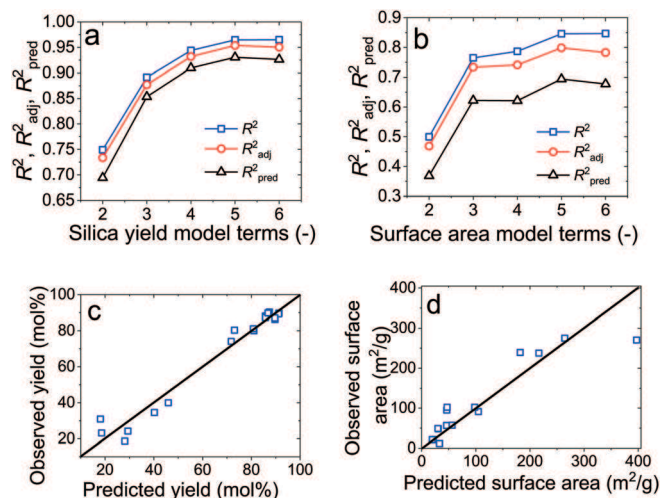 a
R², R²adj, R²pred
1.00
0.95
0.90
0.85
0.80
0.75
0.70
0.65
R²
R²adj
R²pred
2 3 4 5 6
Silica yield model terms (-)
b
R², R²adj, R²pred
0.9
0.8
0.7
0.6
0.5
0.4
0.3
R²
R²adj
R²pred
2 3 4 5 6
Surface area model terms (-)
c
Observed yield (mol%)
100
80
60
40
20
20 40 60 80 100
Predicted yield (mol%)
d
Observed surface
area (m²/g)
400
300
200
100
0
0 100 200 300 400
Predicted surface area (m²/g)